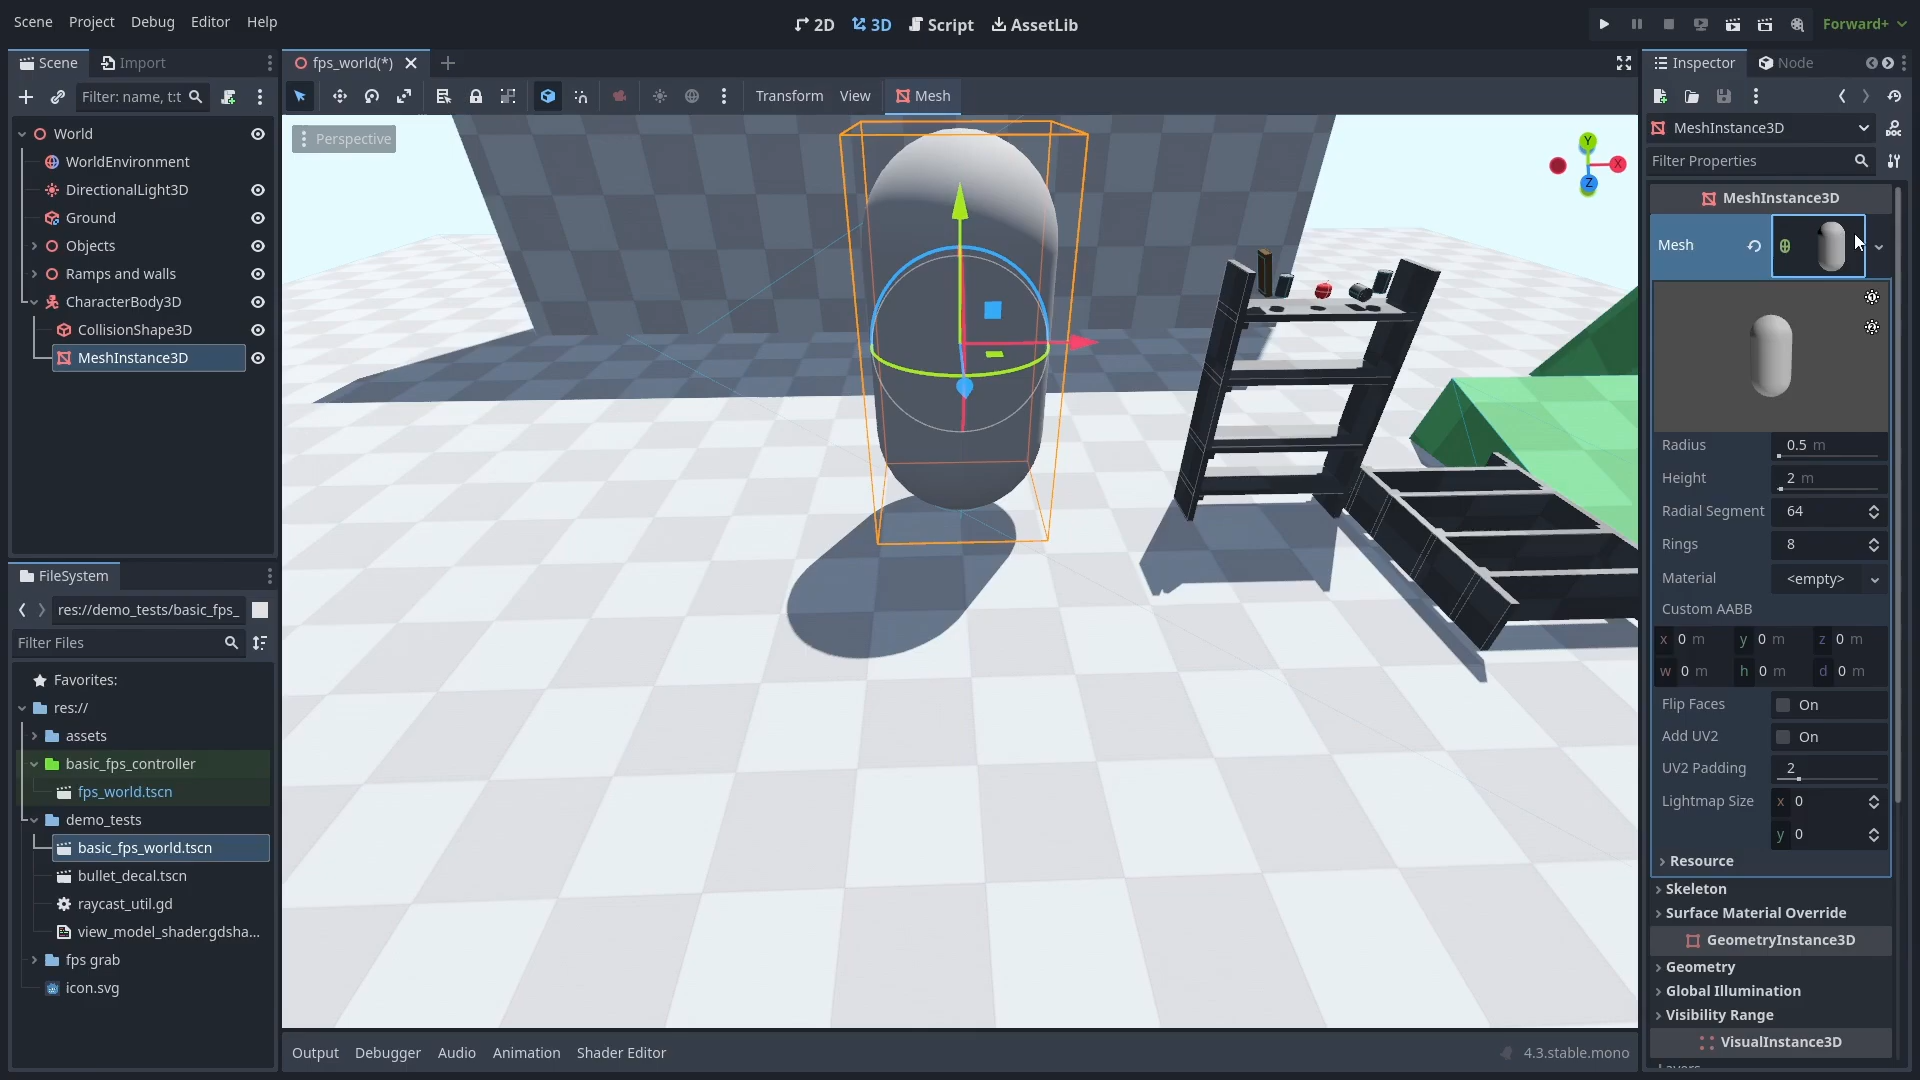 Scene Project Debug Editor Help
2D 3D Script AssetLib
Forward+
Scene Import
Filter: name, t:t
World
WorldEnvironment
DirectionalLight3D
Ground
Objects
Ramps and walls
CharacterBody3D
CollisionShape3D
MeshInstance3D
FileSystem
res://demo_tests/basic_fps_
Filter Files
Favorites:
res://
assets
basic_fps_controller
fps_world.tscn
demo_tests
basic_fps_world.tscn
bullet_decal.tscn
raycast_util.gd
view_model_shader.gdsha...
fps grab
icon.svg
fps_world(*)
Transform View Mesh
Perspective
Y
X
Z
Output Debugger Audio Animation Shader Editor
4.3.stable.mono
Inspector Node
MeshInstance3D
DOC
Filter Properties
MeshInstance3D
Mesh
Radius 0.5 m
Height 2 m
Radial Segment 64
Rings 8
Material <empty>
Custom AABB
x 0 m y 0 m z 0 m
w 0 m h 0 m d 0 m
Flip Faces On
Add UV2 On
UV2 Padding 2
Lightmap Size x 0
y 0
Resource
Skeleton
Surface Material Override
GeometryInstance3D
Geometry
Global Illumination
Visibility Range
VisualInstance3D